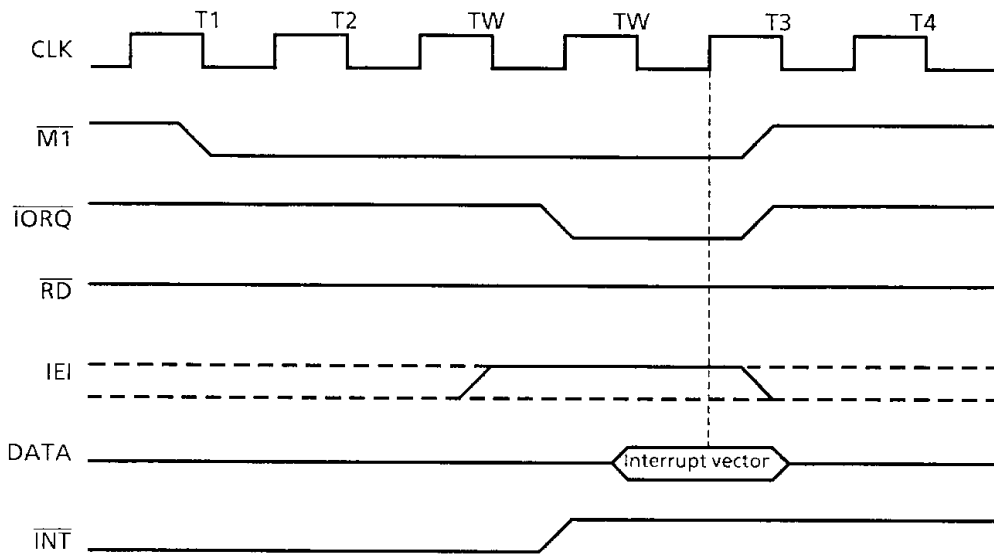 T1 T2 TW TW T3 T4
CLK
M1
IORQ
RD
IEI
DATA
Interrupt vector
INT